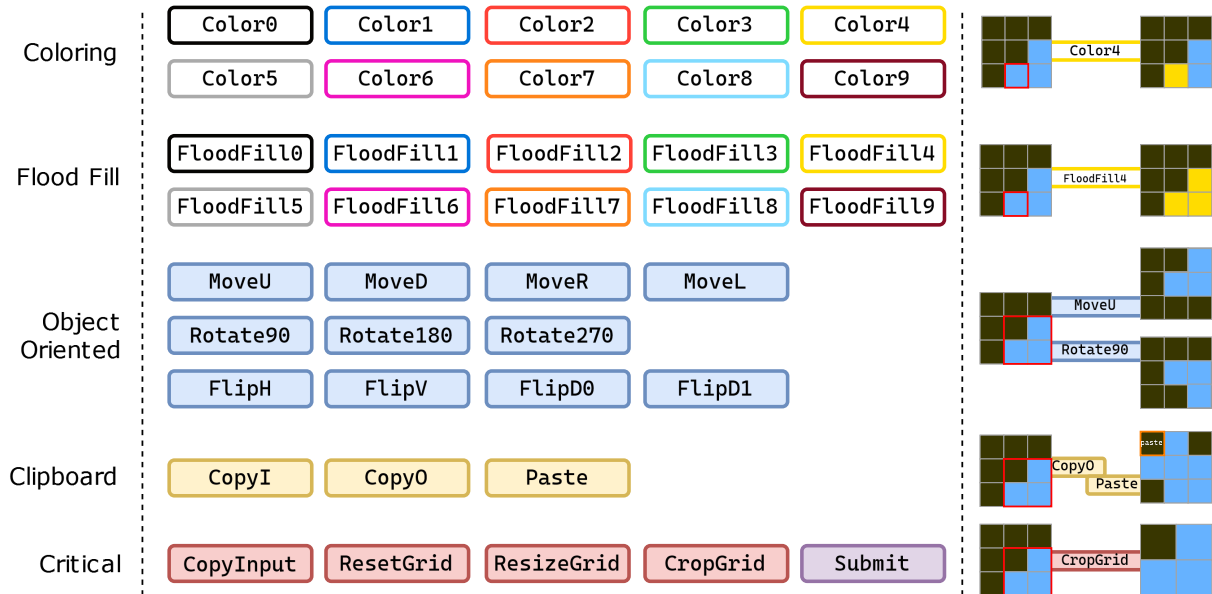 Coloring
Color0 Color1 Color2 Color3 Color4
Color5 Color6 Color7 Color8 Color9
Color4
Flood Fill
FloodFill0 FloodFill1 FloodFill2 FloodFill3 FloodFill4
FloodFill5 FloodFill6 FloodFill7 FloodFill8 FloodFill9
FloodFill4
Object
Oriented
MoveU MoveD MoveR MoveL
Rotate90 Rotate180 Rotate270
FlipH FlipV FlipD0 FlipD1
MoveU
Rotate90
Clipboard
CopyI CopyO Paste
CopyO
Paste
paste
Critical
CopyInput ResetGrid ResizeGrid CropGrid Submit
CropGrid